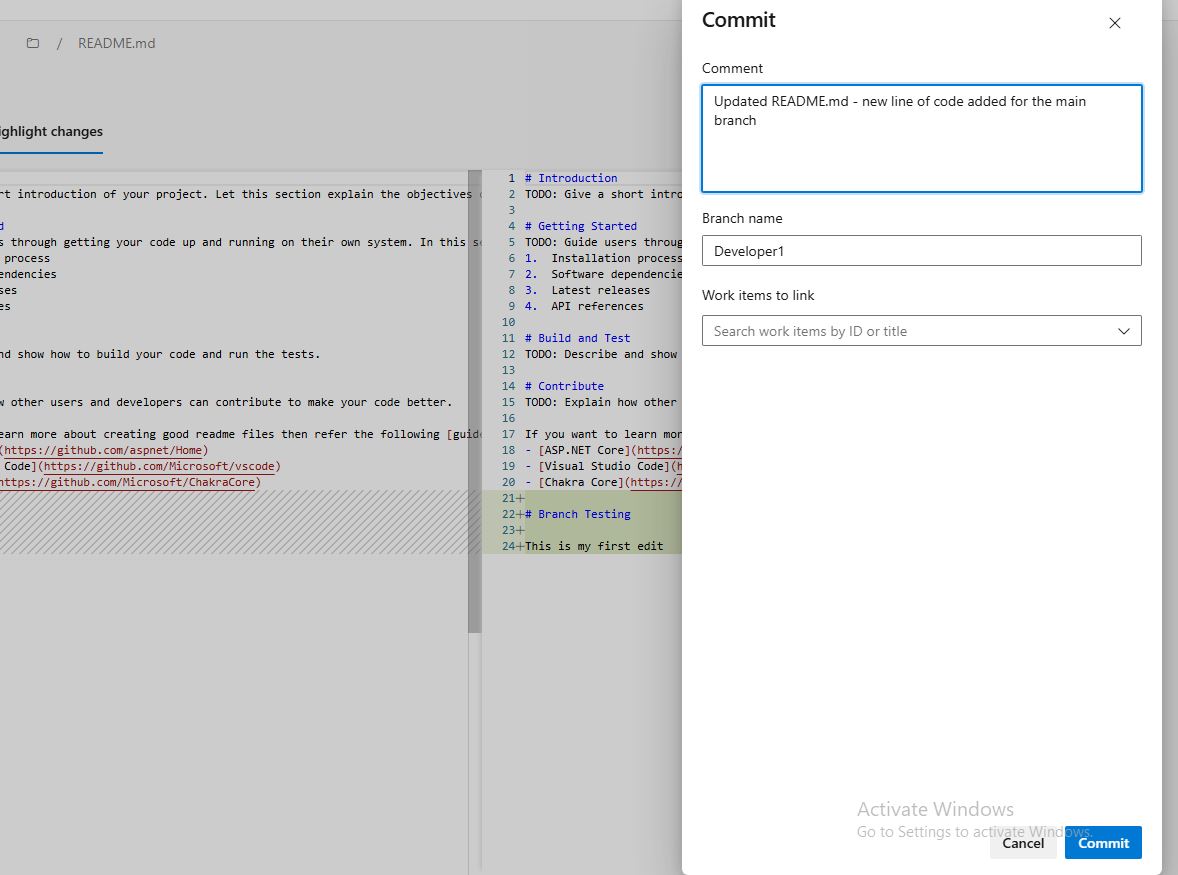 Commit
/ README.md
Comment
Updated README.md - new line of code added for the main
branch
ighlight changes
rt introduction of your project. Let this section explain the objectives
1 # Introduction
2 TODO: Give a short intro
3
Branch name
d
4 # Getting Started
s through getting your code up and running on their own system. In this se
5 TODO: Guide users throug
Developer1
process
6 1. Installation process
endencies
7 2. Software dependencie
ses
8 3. Latest releases
Work items to link
es
9 4. API references
10
Search work items by ID or title
11 # Build and Test
nd show how to build your code and run the tests.
12 TODO: Describe and show
13
14 # Contribute
w other users and developers can contribute to make your code better.
15 TODO: Explain how other
16
earn more about creating good readme files then refer the following [guide
17 If you want to learn mor
(https://github.com/aspnet/Home)
18 - [ASP.NET Core](https:/
Code](https://github.com/Microsoft/vscode)
19 - [Visual Studio Code](h
https://github.com/Microsoft/ChakraCore)
20 - [Chakra Core](https://
21+
22+# Branch Testing
23+
24+This is my first edit
Activate Windows
Go to Settings to activate Windows.
Cancel
Commit